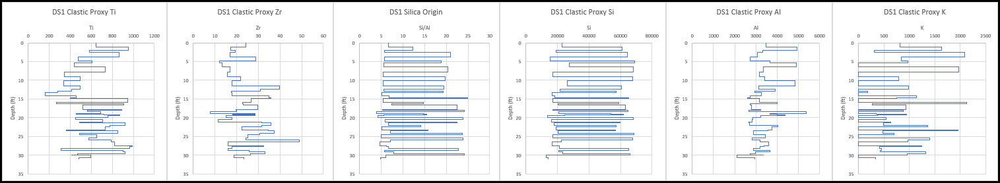 DS1 Clastic Proxy Ti
Ti
0 200 400 600 800 1000 1200
Depth (ft)
0
5
10
15
20
25
30
35
DS1 Clastic Proxy Zr
Zr
0 10 20 30 40 50 60
Depth (ft)
0
5
10
15
20
25
30
35
DS1 Silica Origin
Si/Al
0 5 10 15 20 25 30
Depth (ft)
0
5
10
15
20
25
30
35
DS1 Clastic Proxy Si
Si
0 20000 40000 60000 80000
Depth (ft)
0
5
10
15
20
25
30
35
DS1 Clastic Proxy Al
Al
0 1000 2000 3000 4000 5000 6000
Depth (ft)
0
5
10
15
20
25
30
35
DS1 Clastic Proxy K
K
0 500 1000 1500 2000 2500
Depth (ft)
0
5
10
15
20
25
30
35